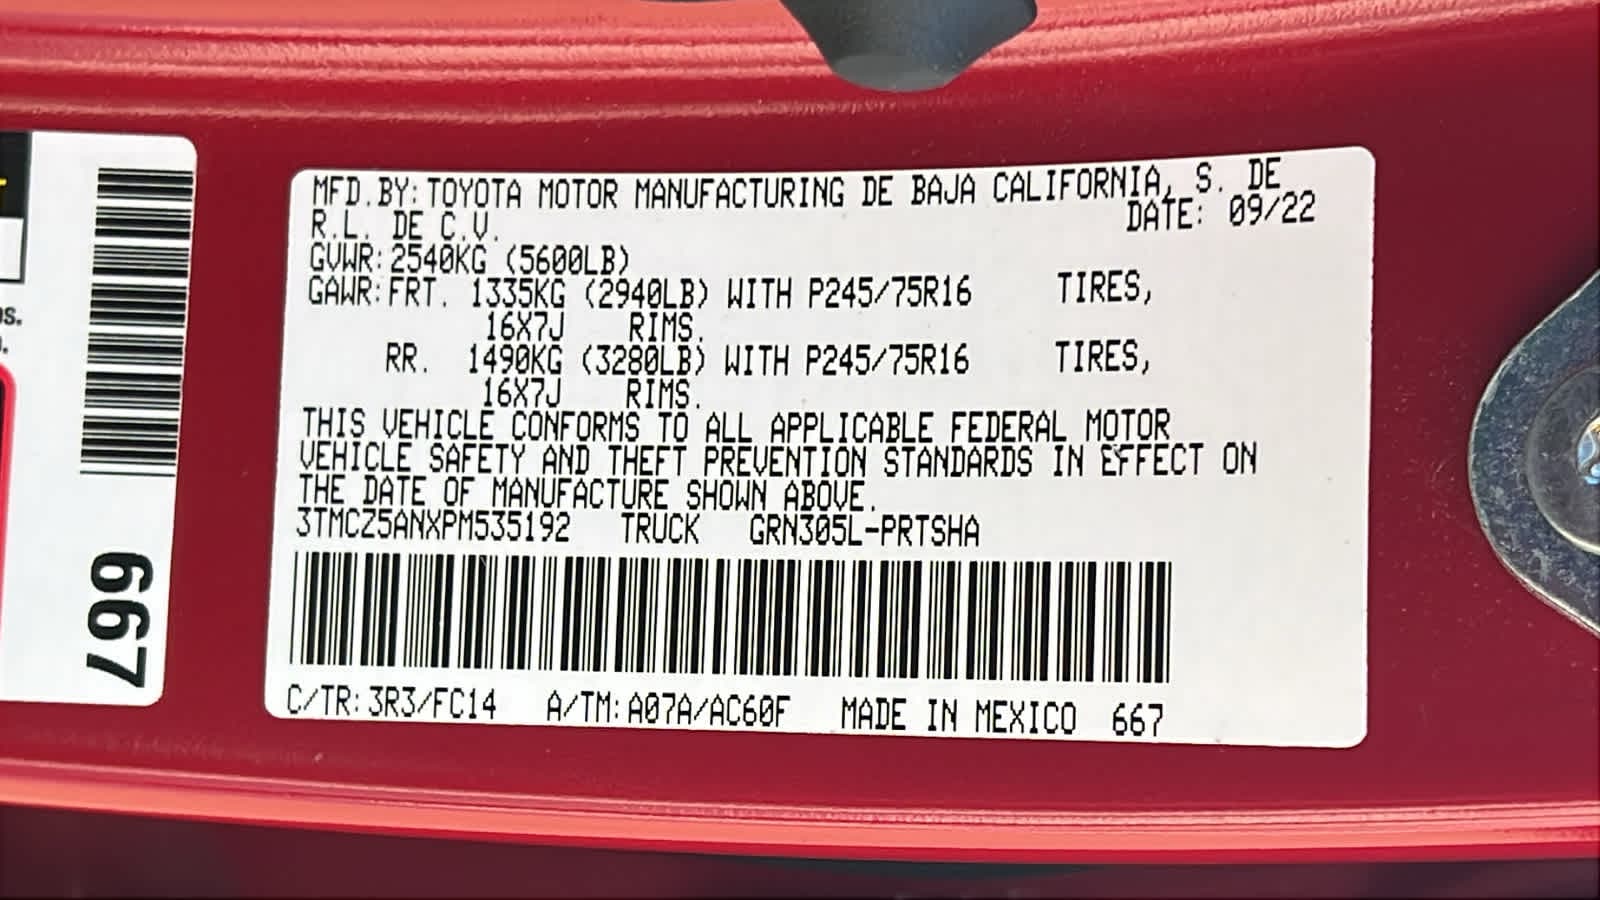 MFD.BY: TOYOTA MOTOR MANUFACTURING DE BAJA CALIFORNIA, S. DE
R.L. DE C.V. DATE: 09/22
GVWR: 2540KG (5600LB)
GAWR: FRT. 1335KG (2940LB) WITH P245/75R16 TIRES,
16X7J RIMS.
RR. 1490KG (3280LB) WITH P245/75R16 TIRES,
16X7J RIMS.
THIS VEHICLE CONFORMS TO ALL APPLICABLE FEDERAL MOTOR
VEHICLE SAFETY AND THEFT PREVENTION STANDARDS IN EFFECT ON
THE DATE OF MANUFACTURE SHOWN ABOVE.
3TMCZ5ANXPM535192 TRUCK GRN305L-PRTSHA
C/TR: 3R3/FC14 A/TM: A07A/AC60F MADE IN MEXICO 667
667